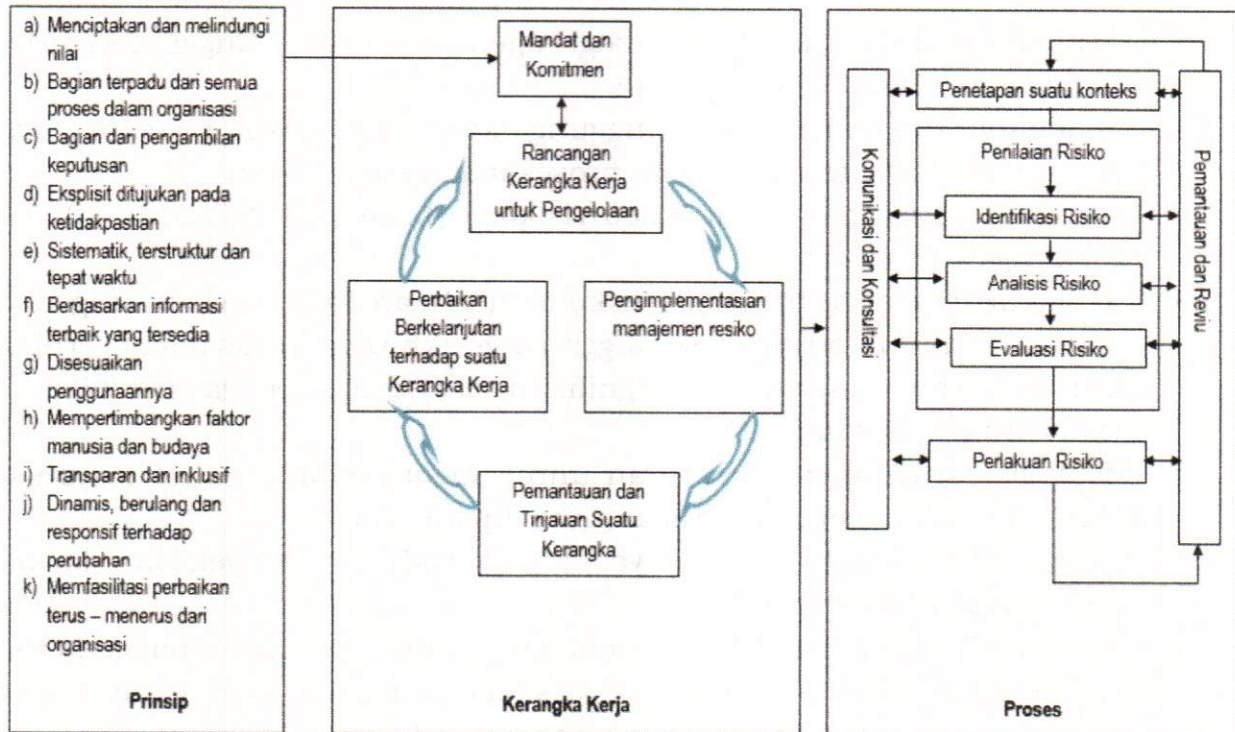 a) Menciptakan dan melindungi
nilai
b) Bagian terpadu dari semua
proses dalam organisasi
c) Bagian dari pengambilan
keputusan
d) Eksplisit ditujukan pada
ketidakpastian
e) Sistematik, terstruktur dan
tepat waktu
f) Berdasarkan informasi
terbaik yang tersedia
g) Disesuaikan
penggunaannya
h) Mempertimbangkan faktor
manusia dan budaya
i) Transparan dan inklusif
j) Dinamis, berulang dan
responsif terhadap
perubahan
k) Memfasilitasi perbaikan
terus – menerus dari
organisasi
Prinsip
Mandat dan
Komitmen
Rancangan
Kerangka Kerja
untuk Pengelolaan
Perbaikan
Berkelanjutan
terhadap suatu
Kerangka Kerja
Pengimplementasian
manajemen resiko
Pemantauan dan
Tinjauan Suatu
Kerangka
Kerangka Kerja
Komunikasi dan Konsultasi
Penetapan suatu konteks
Penilaian Risiko
Identifikasi Risiko
Analisis Risiko
Evaluasi Risiko
Perlakuan Risiko
Pemantauan dan Reviu
Proses